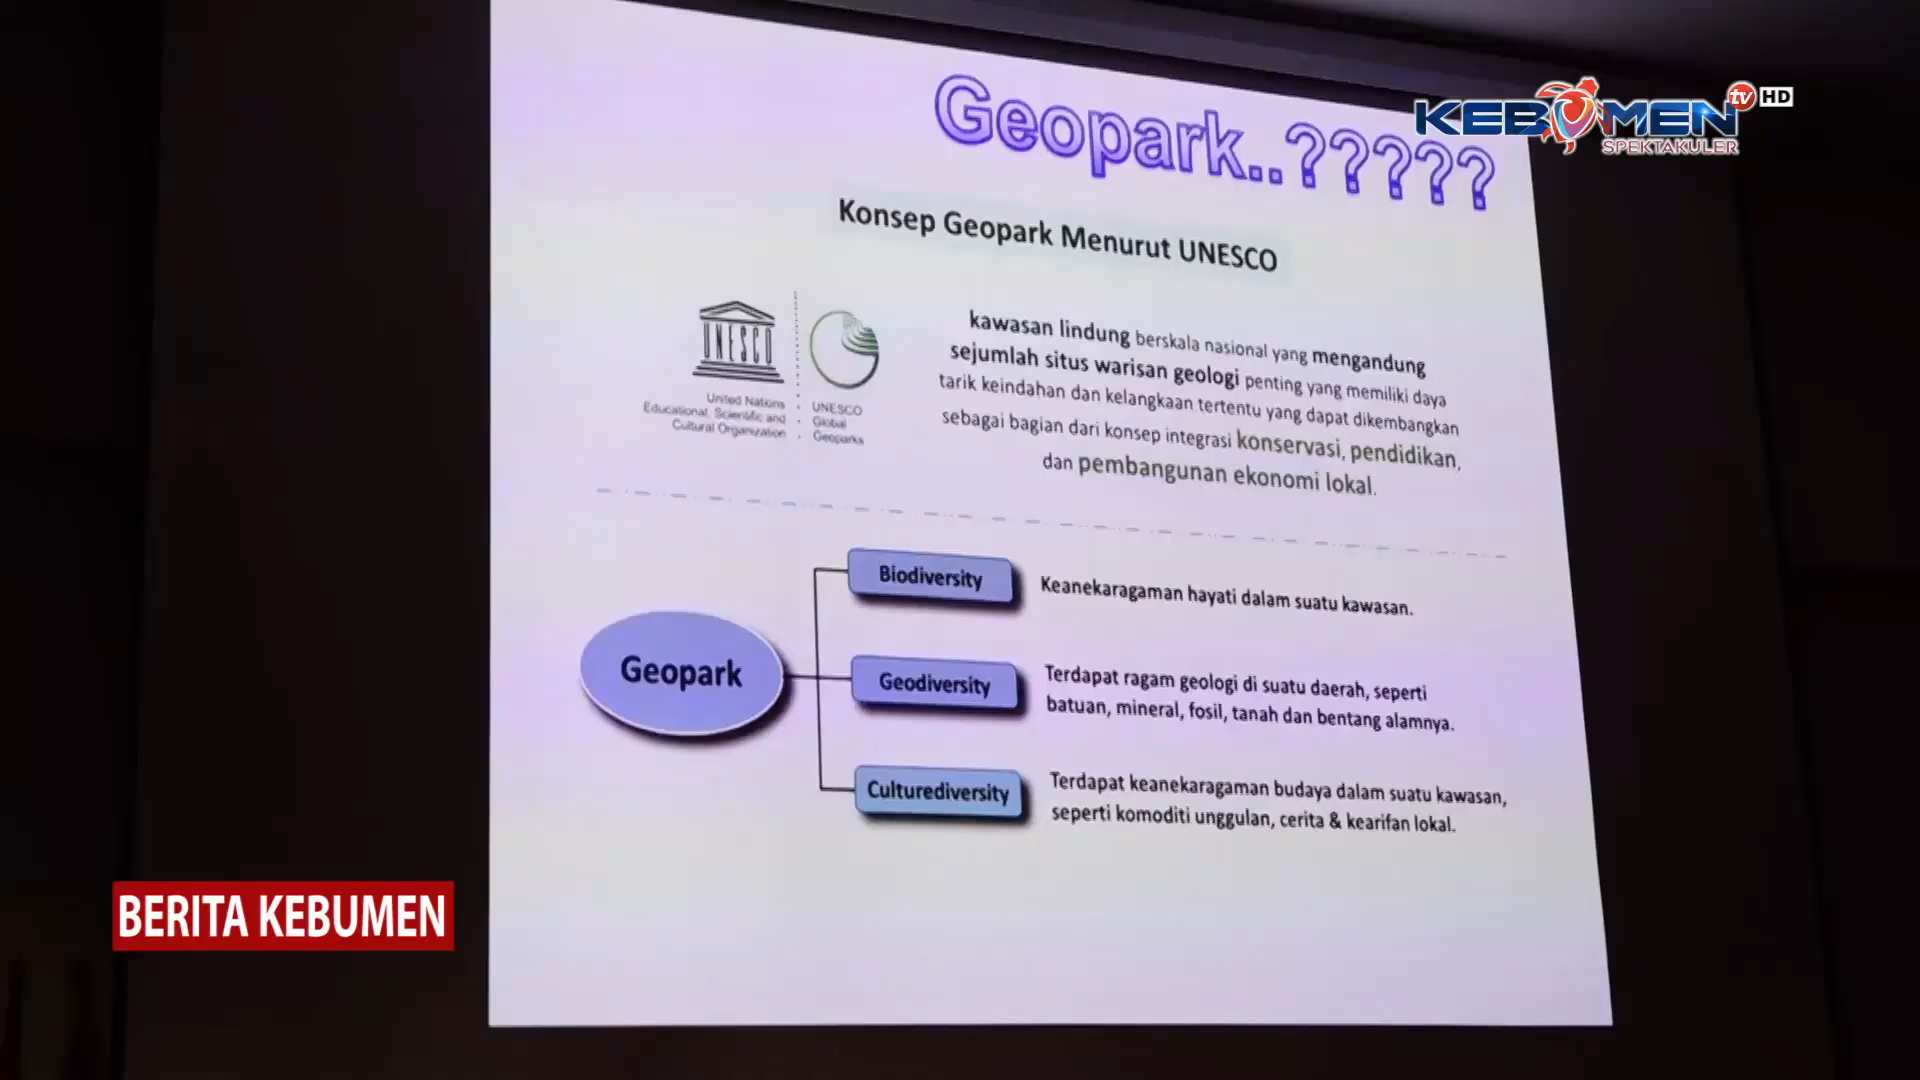 KEBUMEN tv HD
SPEKTAKULER
Geopark..?????
Konsep Geopark Menurut UNESCO
UNESCO
United Nations
Educational, Scientific and
Cultural Organization
UNESCO
Global
Geoparks
kawasan lindung berskala nasional yang mengandung
sejumlah situs warisan geologi penting yang memiliki daya
tarik keindahan dan kelangkaan tertentu yang dapat dikembangkan
sebagai bagian dari konsep integrasi konservasi, pendidikan,
dan pembangunan ekonomi lokal.
Geopark
Biodiversity
Keanekaragaman hayati dalam suatu kawasan.
Geodiversity
Terdapat ragam geologi di suatu daerah, seperti
batuan, mineral, fosil, tanah dan bentang alamnya.
Culturediversity
Terdapat keanekaragaman budaya dalam suatu kawasan,
seperti komoditi unggulan, cerita & kearifan lokal.
BERITA KEBUMEN